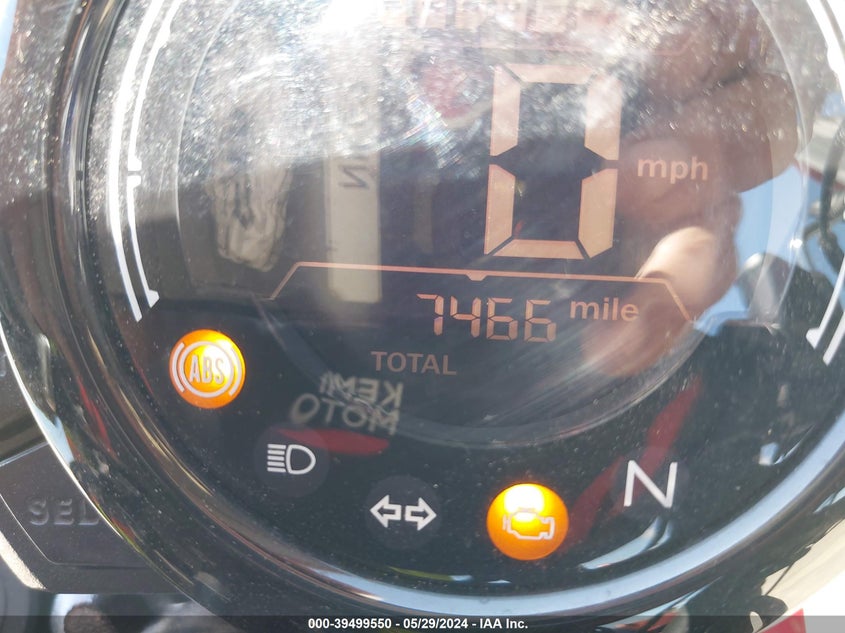 0 mph
7466 mile
TOTAL
ABS
N
SEL
000-39499550 - 05/29/2024 - IAA Inc.